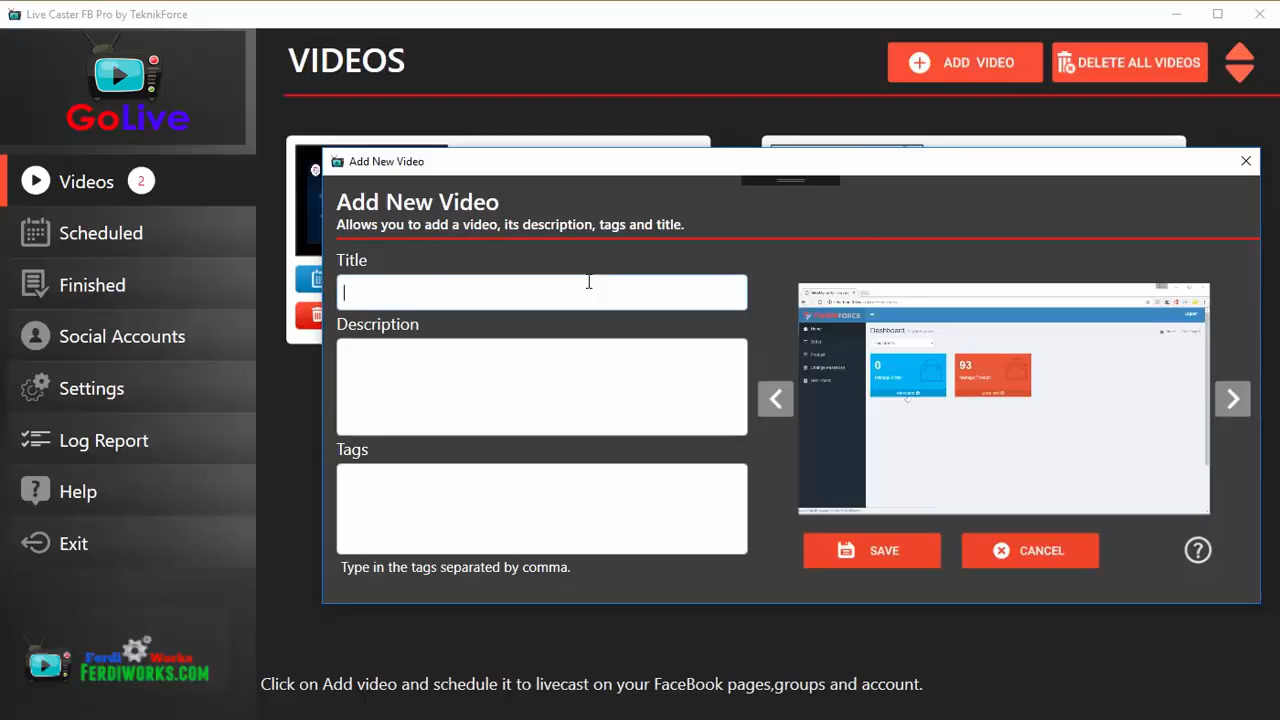 Live Caster FB Pro by TeknikForce
GoLive
VIDEOS
ADD VIDEO
DELETE ALL VIDEOS
Videos 2
Scheduled
Finished
Social Accounts
Settings
Log Report
Help
Exit
Ferdi Works
FERDIWORKS.COM
Add New Video
Add New Video
Allows you to add a video, its description, tags and title.
Title
Description
Tags
Type in the tags separated by comma.
Dashboard
0
93
SAVE
CANCEL
?
Click on Add video and schedule it to livecast on your FaceBook pages,groups and account.